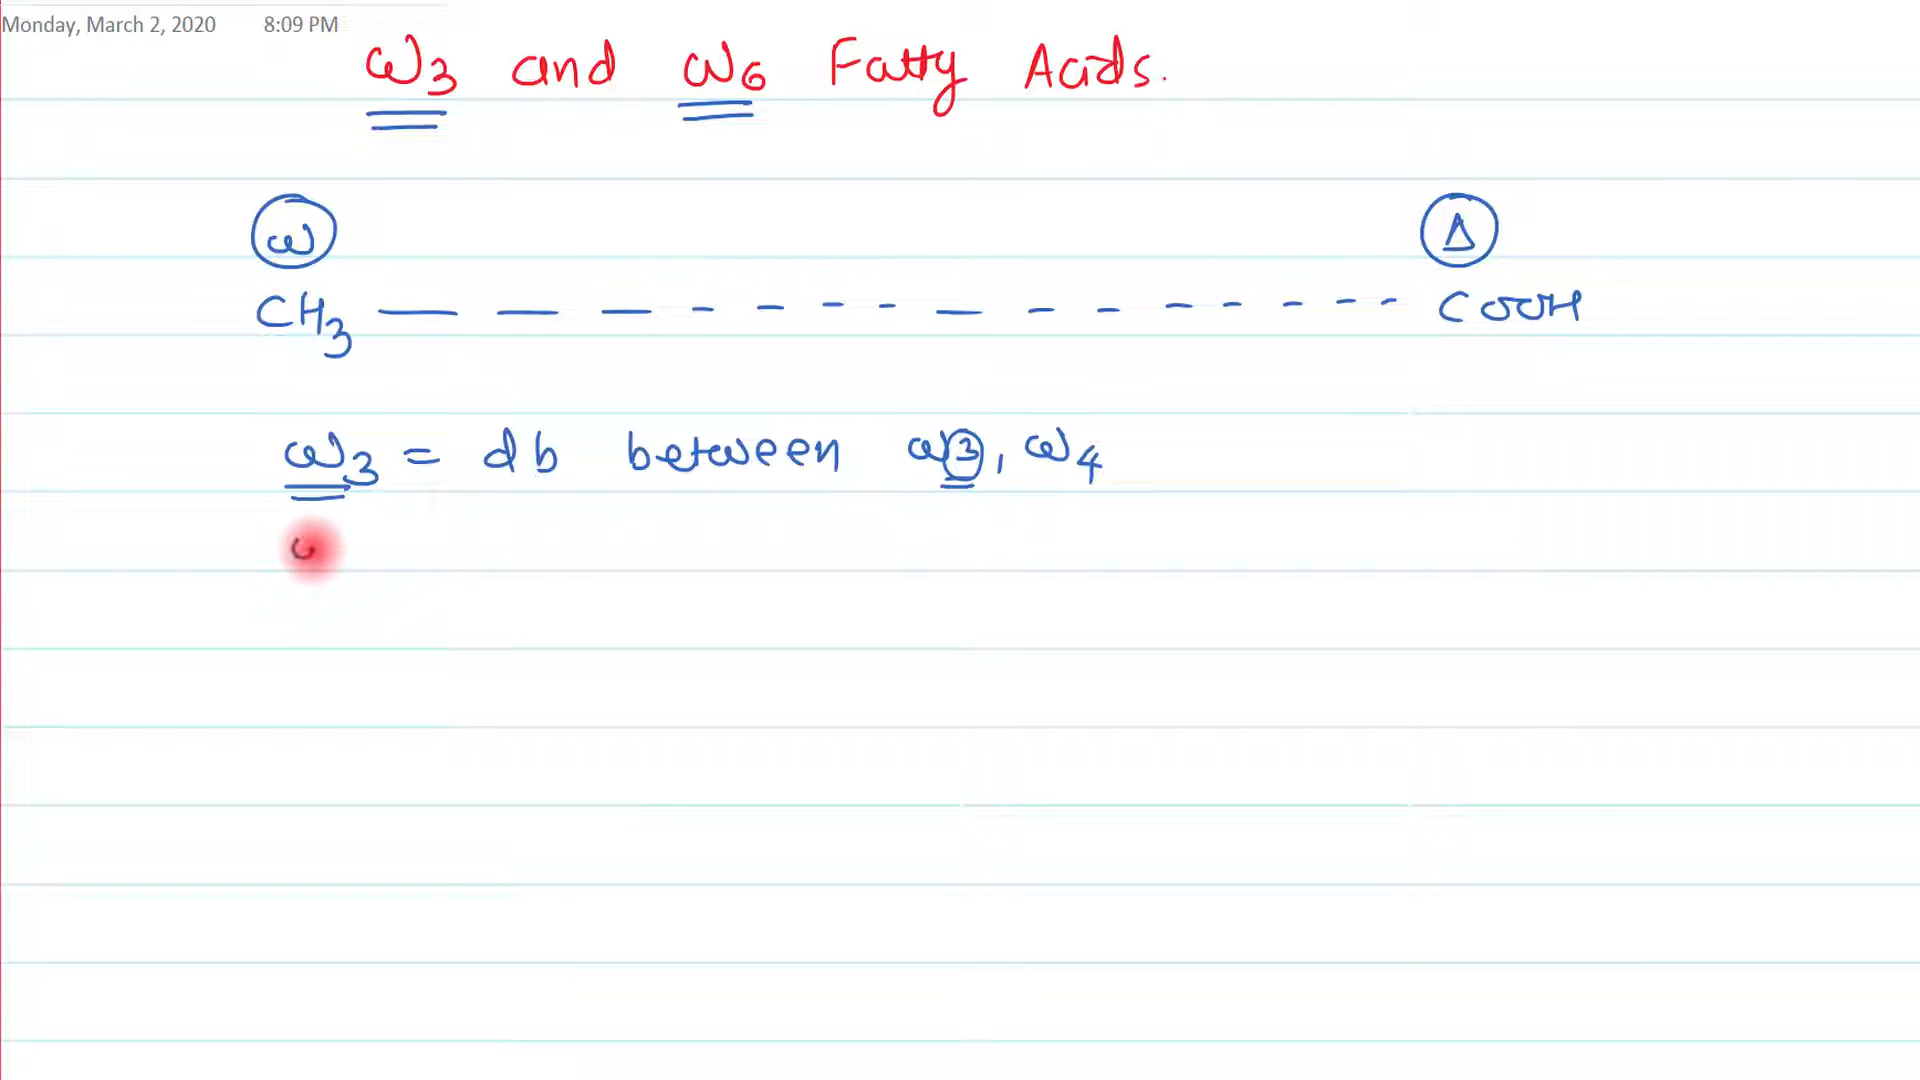 Monday, March 2, 2020 8:09 PM
ω3 and ω6 Fatty Acids.
ω Δ
CH3 — — — - - - - — - - - - - - - COOH
ω3 = db between ω3, ω4